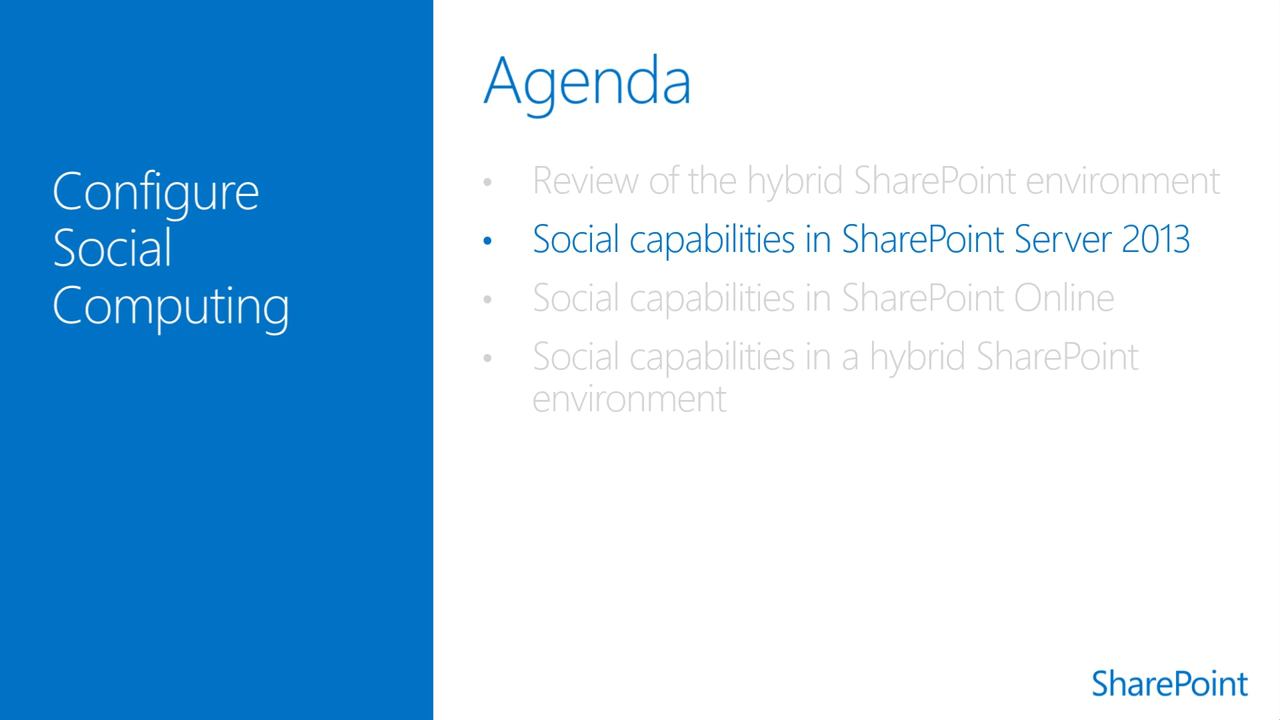 Configure
Social
Computing
Agenda
• Review of the hybrid SharePoint environment
• Social capabilities in SharePoint Server 2013
• Social capabilities in SharePoint Online
• Social capabilities in a hybrid SharePoint
environment
SharePoint